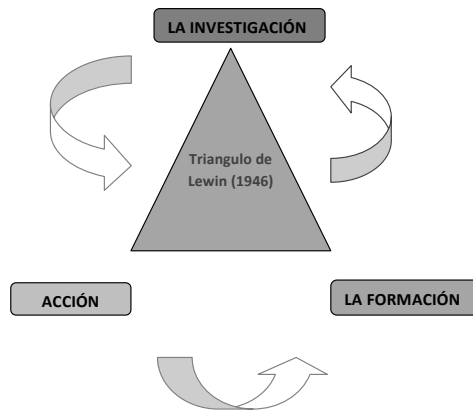 LA INVESTIGACIÓN
Triangulo de
Lewin (1946)
ACCIÓN
LA FORMACIÓN